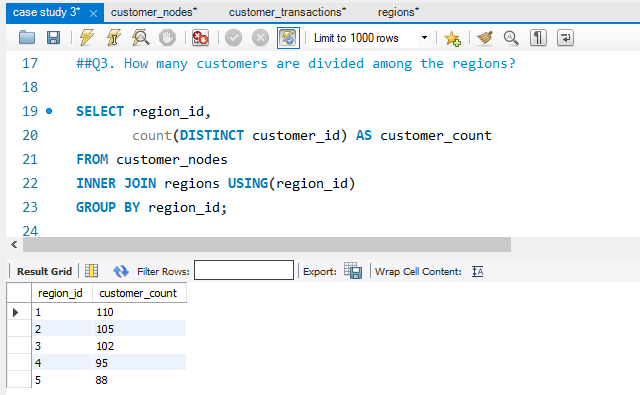 case study 3* × customer_nodes* customer_transactions* regions*
Limit to 1000 rows
17 ##Q3. How many customers are divided among the regions?
18
19 SELECT region_id,
20 count(DISTINCT customer_id) AS customer_count
21 FROM customer_nodes
22 INNER JOIN regions USING(region_id)
23 GROUP BY region_id;
24
Result Grid Filter Rows: Export: Wrap Cell Content: IA
region_id customer_count
1 110
2 105
3 102
4 95
5 88